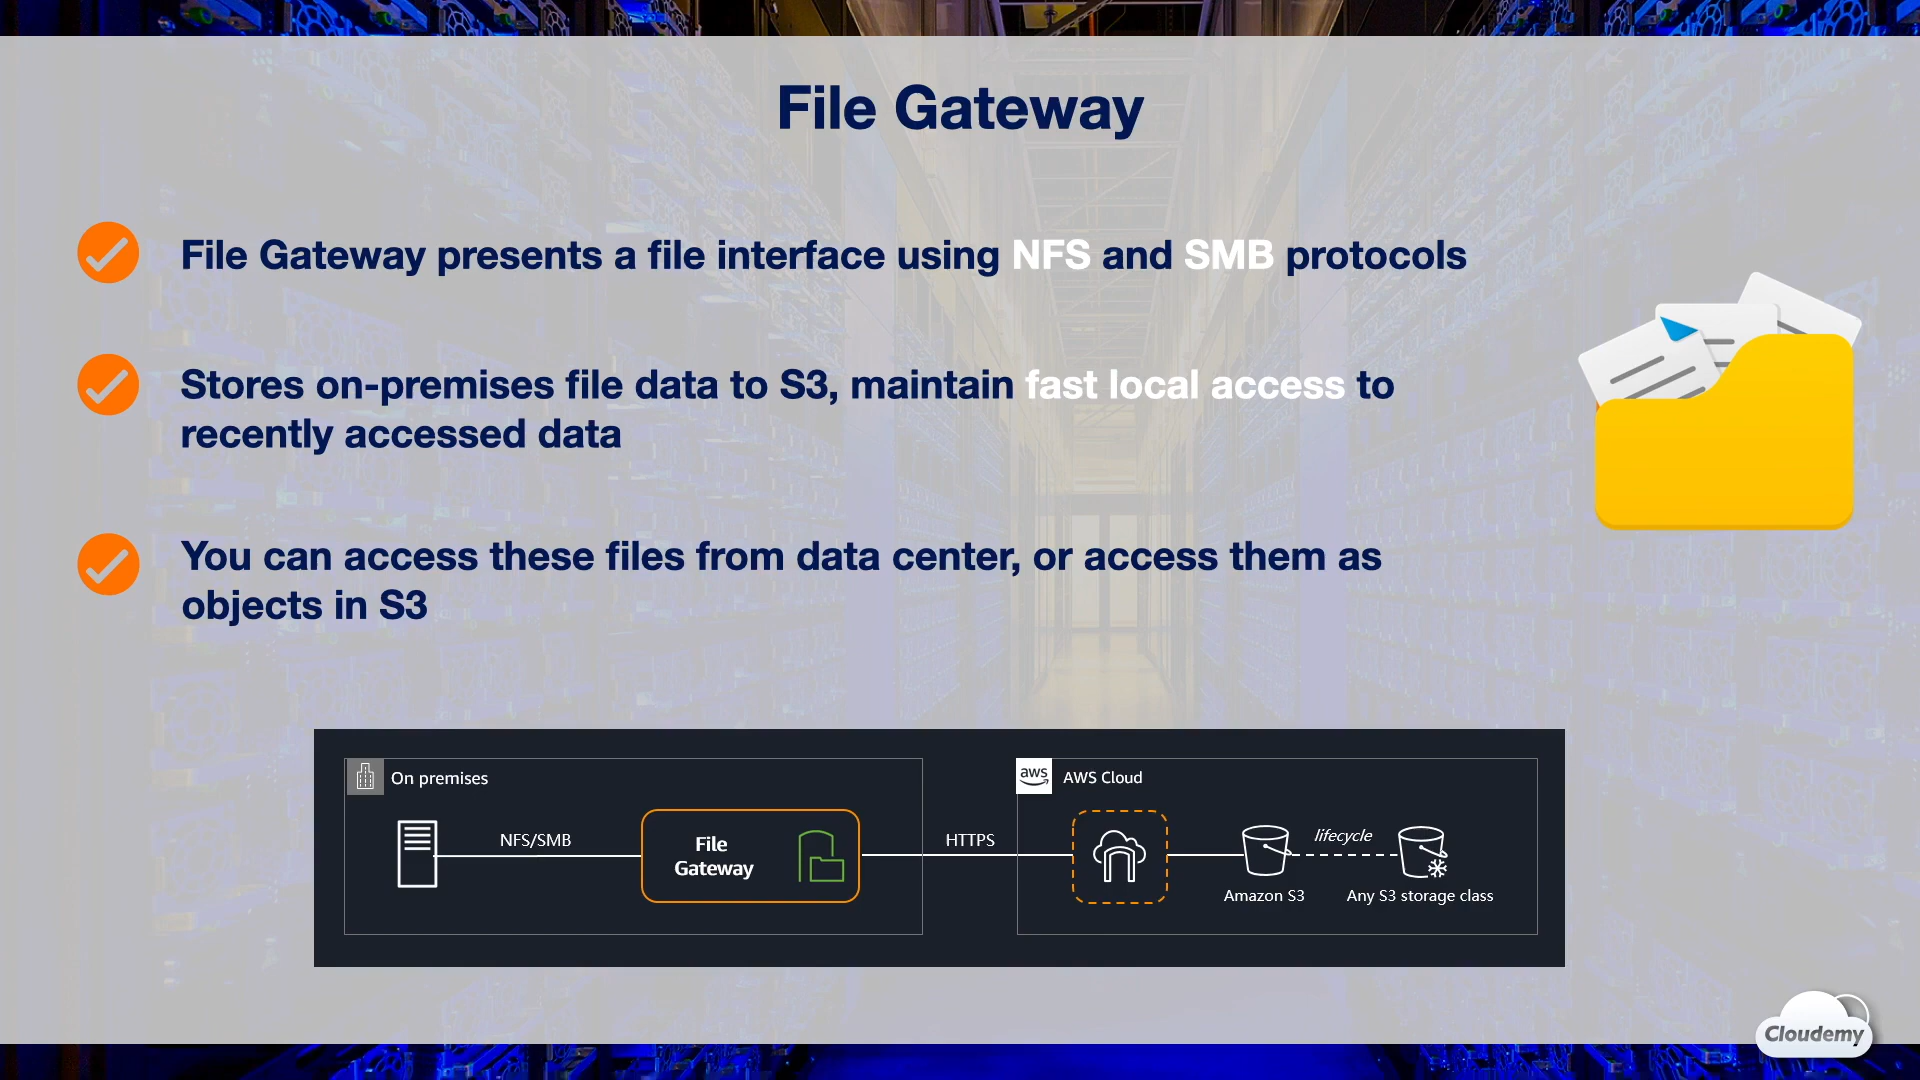 File Gateway
File Gateway presents a file interface using NFS and SMB protocols
Stores on-premises file data to S3, maintain fast local access to
recently accessed data
You can access these files from data center, or access them as
objects in S3
On premises
NFS/SMB
File
Gateway
HTTPS
aws
AWS Cloud
lifecycle
Amazon S3
Any S3 storage class
Cloudemy